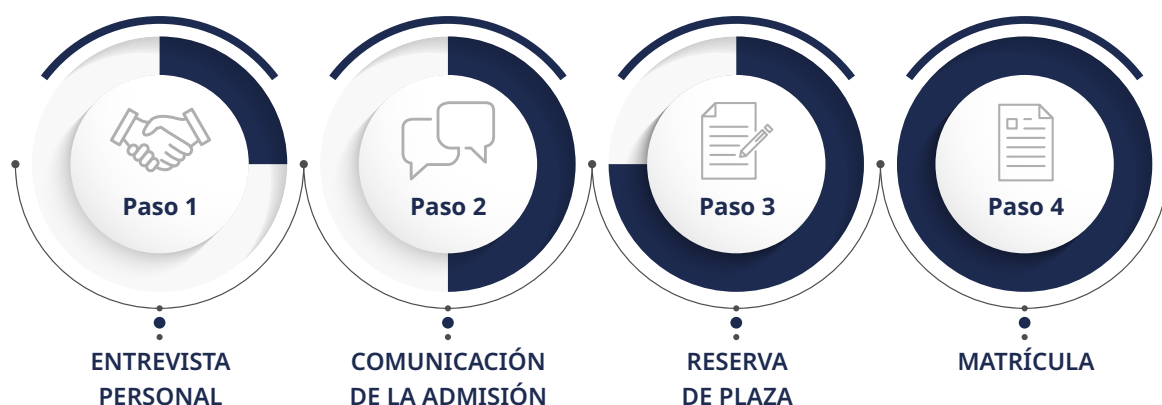 Paso 1
Paso 2
Paso 3
Paso 4
ENTREVISTA
PERSONAL
COMUNICACIÓN
DE LA ADMISIÓN
RESERVA
DE PLAZA
MATRÍCULA